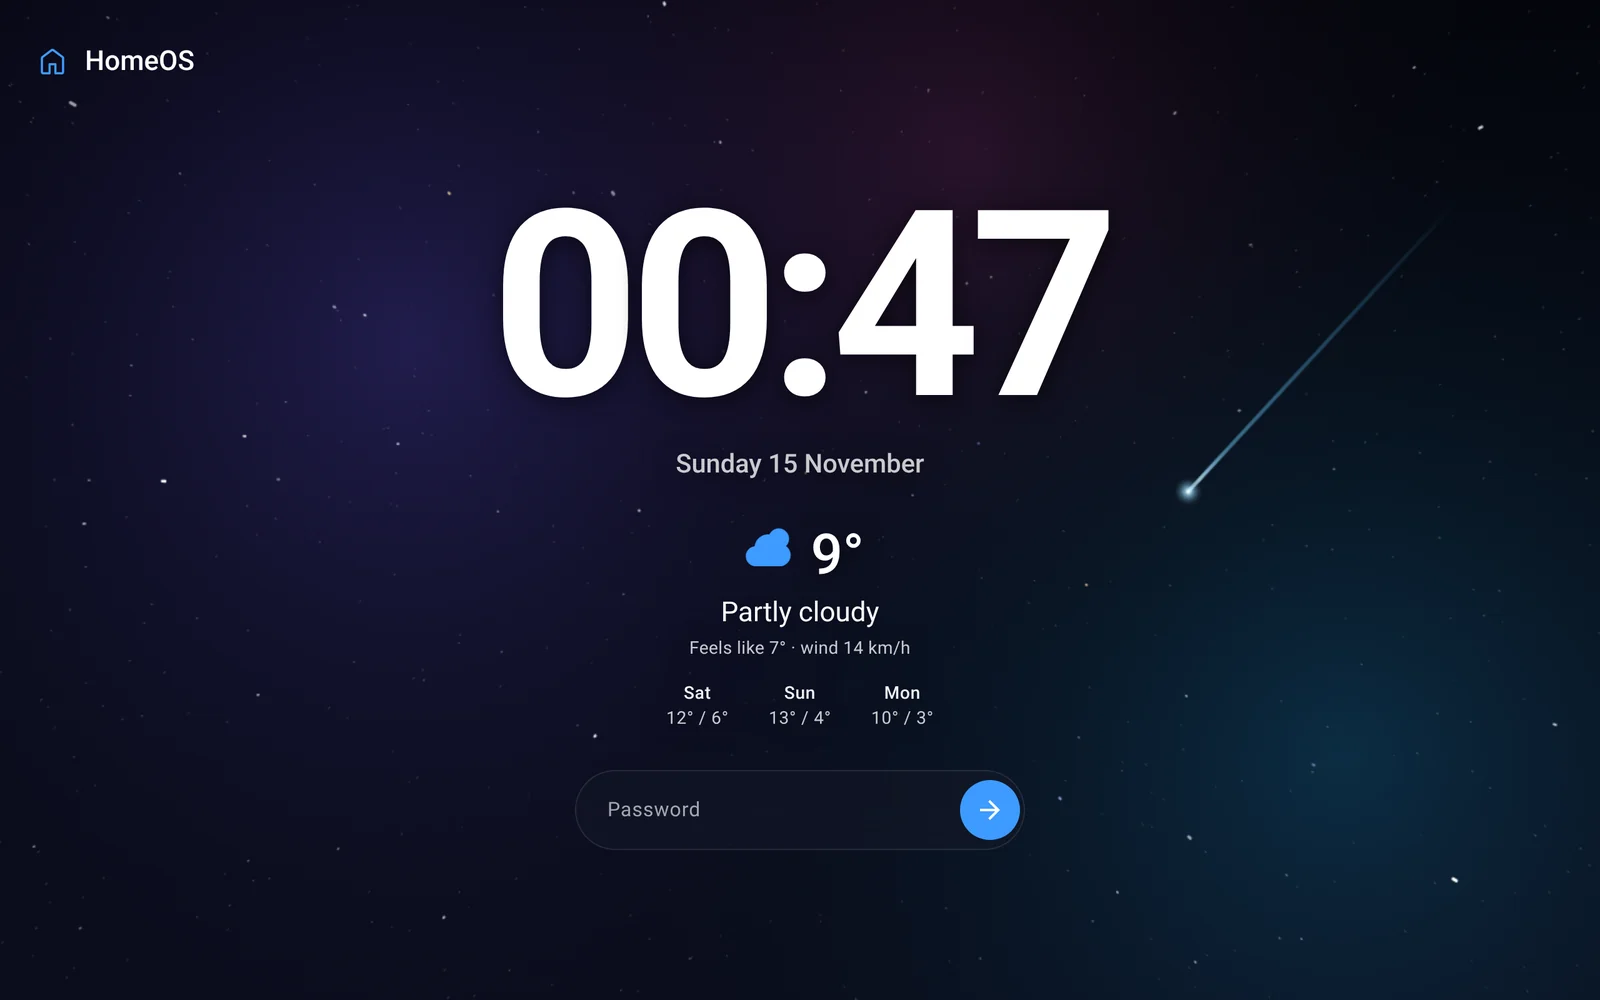 HomeOS
00:47
Sunday 15 November
9°
Partly cloudy
Feels like 7° · wind 14 km/h
Sat Sun Mon
12° / 6° 13° / 4° 10° / 3°
Password